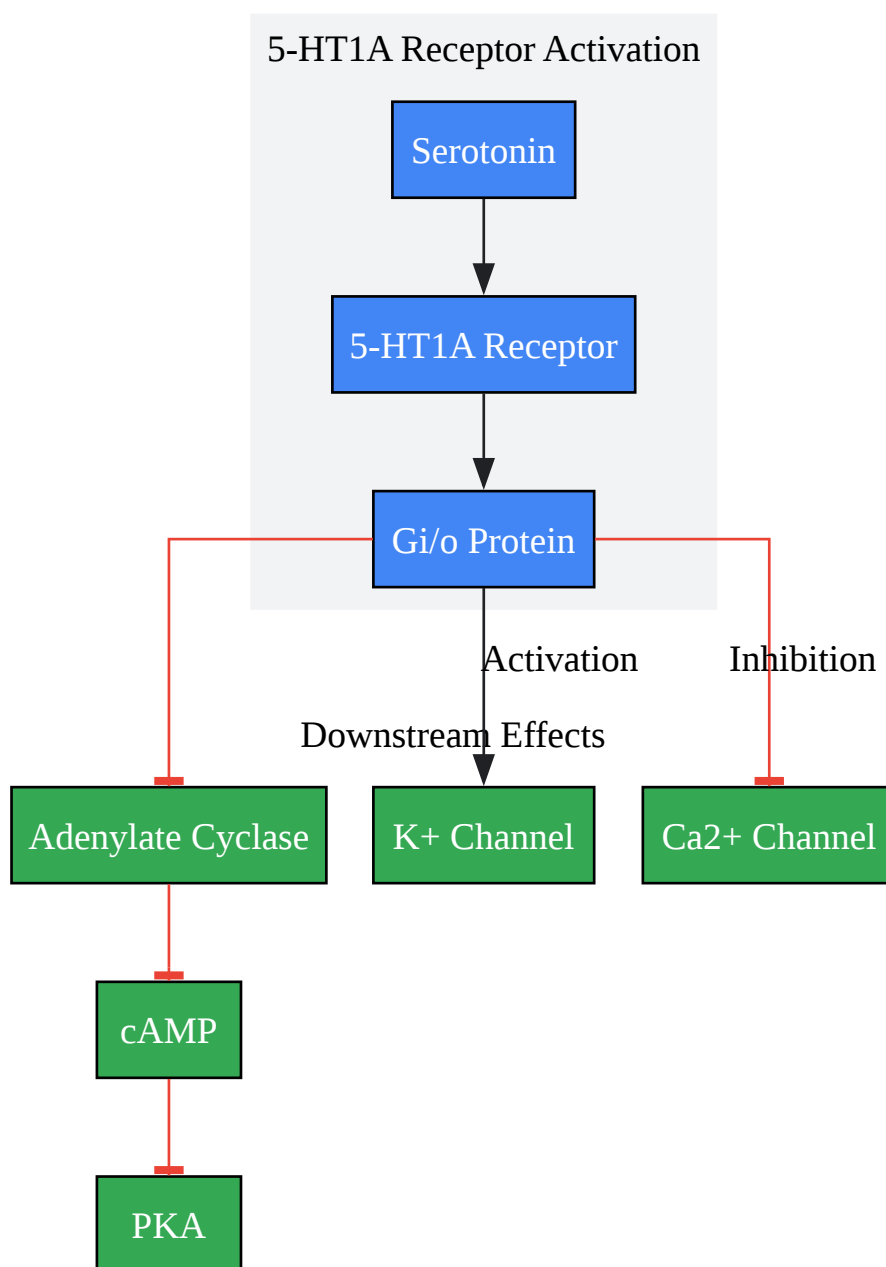 5-HT1A Receptor Activation
Serotonin
5-HT1A Receptor
Gi/o Protein
Activation
Inhibition
Downstream Effects
Adenylate Cyclase
K+ Channel
Ca2+ Channel
cAMP
PKA